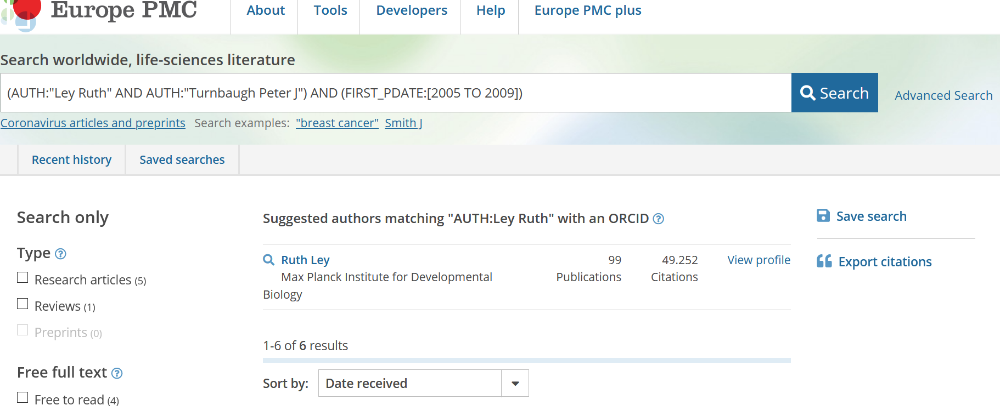 Europe PMC
About
Tools
Developers
Help
Europe PMC plus
Search worldwide, life-sciences literature
(AUTH:"Ley Ruth" AND AUTH:"Turnbaugh Peter J") AND (FIRST_PDATE:[2005 TO 2009])
Search
Advanced Search
Coronavirus articles and preprints Search examples: "breast cancer" Smith J
Recent history
Saved searches
Search only
Type
Research articles (5)
Reviews (1)
Preprints (0)
Free full text
Free to read (4)
Suggested authors matching "AUTH:Ley Ruth" with an ORCID
Ruth Ley
Max Planck Institute for Developmental
Biology
99
Publications
49.252
Citations
View profile
1-6 of 6 results
Sort by: Date received
Save search
Export citations